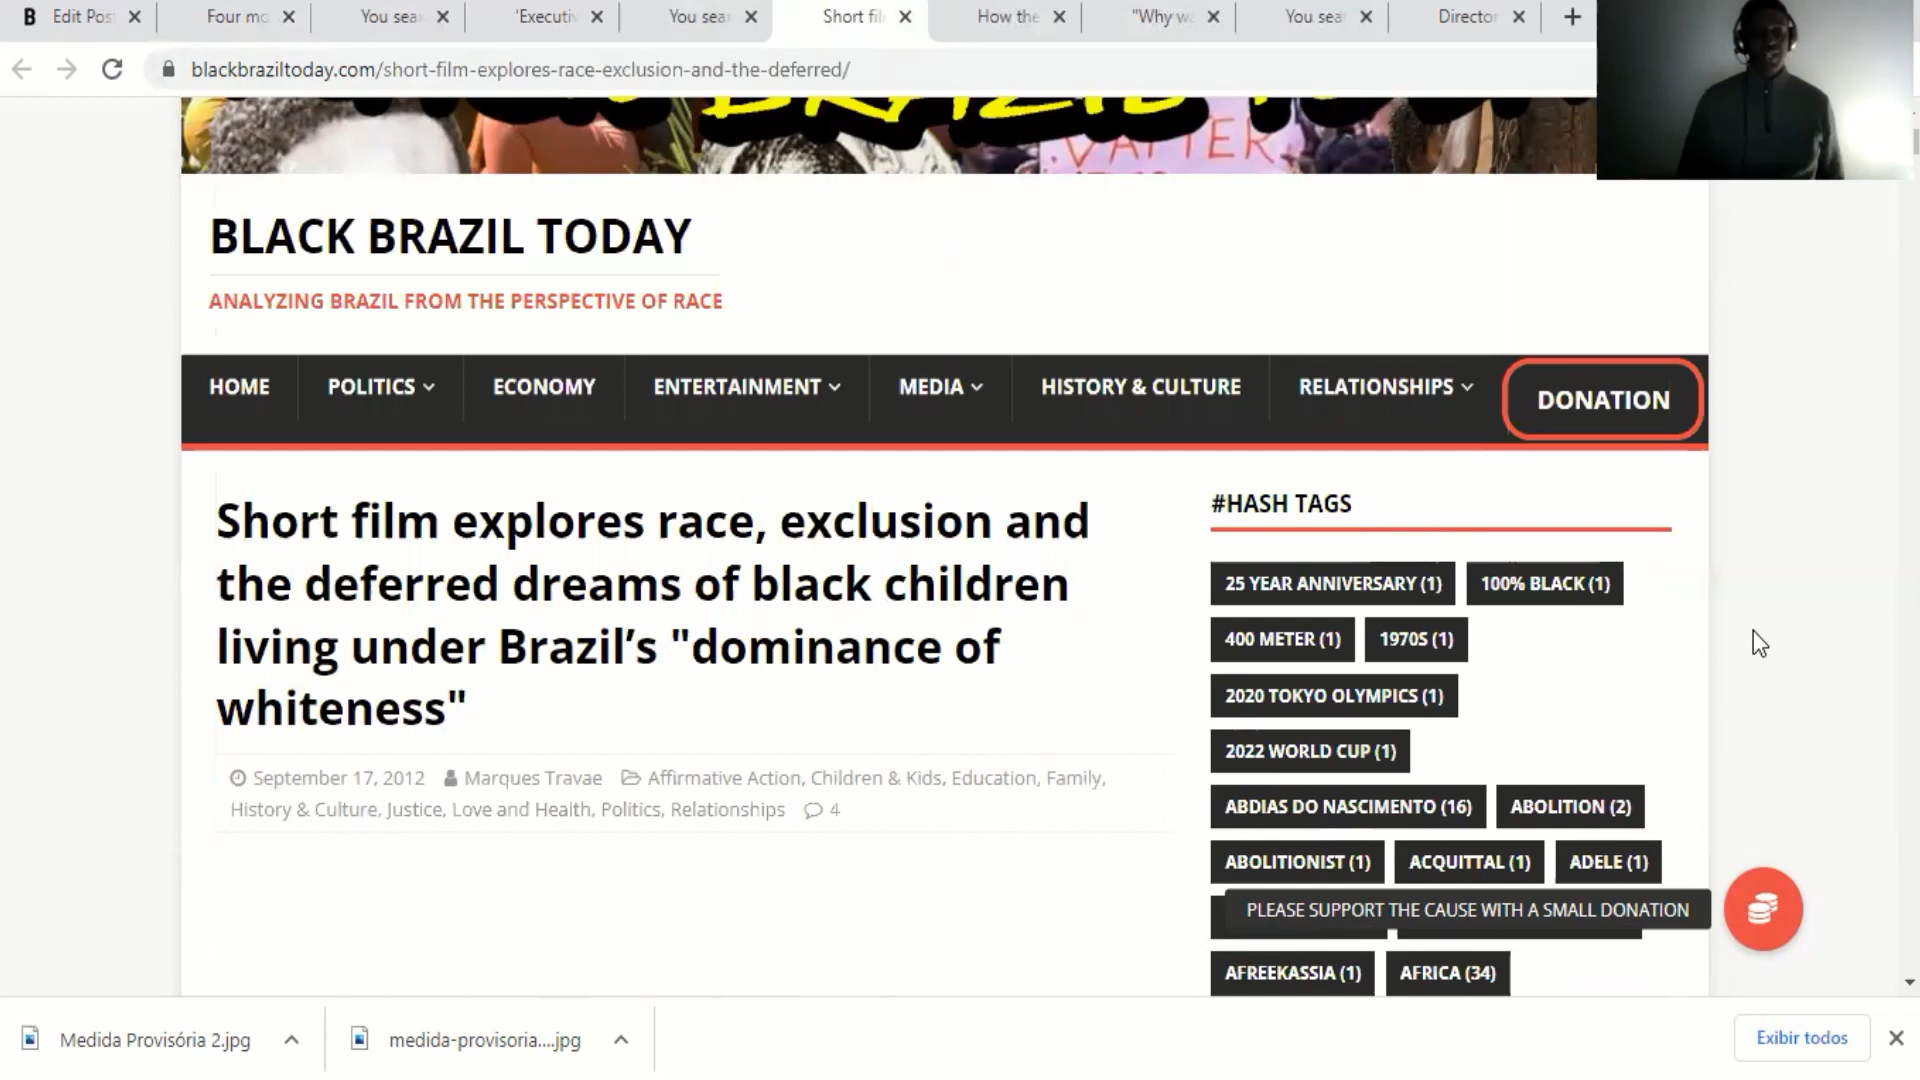 B Edit Pos
Four mo
You sea
'Executiv
You sear
Short fil
How the
"Why w
You sea
Director
blackbraziltoday.com/short-film-explores-race-exclusion-and-the-deferred/
MATTER
BLACK BRAZIL TODAY
ANALYZING BRAZIL FROM THE PERSPECTIVE OF RACE
HOME POLITICS ECONOMY ENTERTAINMENT MEDIA HISTORY & CULTURE RELATIONSHIPS DONATION
Short film explores race, exclusion and
the deferred dreams of black children
living under Brazil’s "dominance of
whiteness"
September 17, 2012 Marques Travae Affirmative Action, Children & Kids, Education, Family,
History & Culture, Justice, Love and Health, Politics, Relationships 4
#HASH TAGS
25 YEAR ANNIVERSARY (1) 100% BLACK (1)
400 METER (1) 1970S (1)
2020 TOKYO OLYMPICS (1)
2022 WORLD CUP (1)
ABDIAS DO NASCIMENTO (16) ABOLITION (2)
ABOLITIONIST (1) ACQUITTAL (1) ADELE (1)
PLEASE SUPPORT THE CAUSE WITH A SMALL DONATION
AFREEKASSIA (1) AFRICA (34)
Medida Provisória 2.jpg
medida-provisoria....jpg
Exibir todos